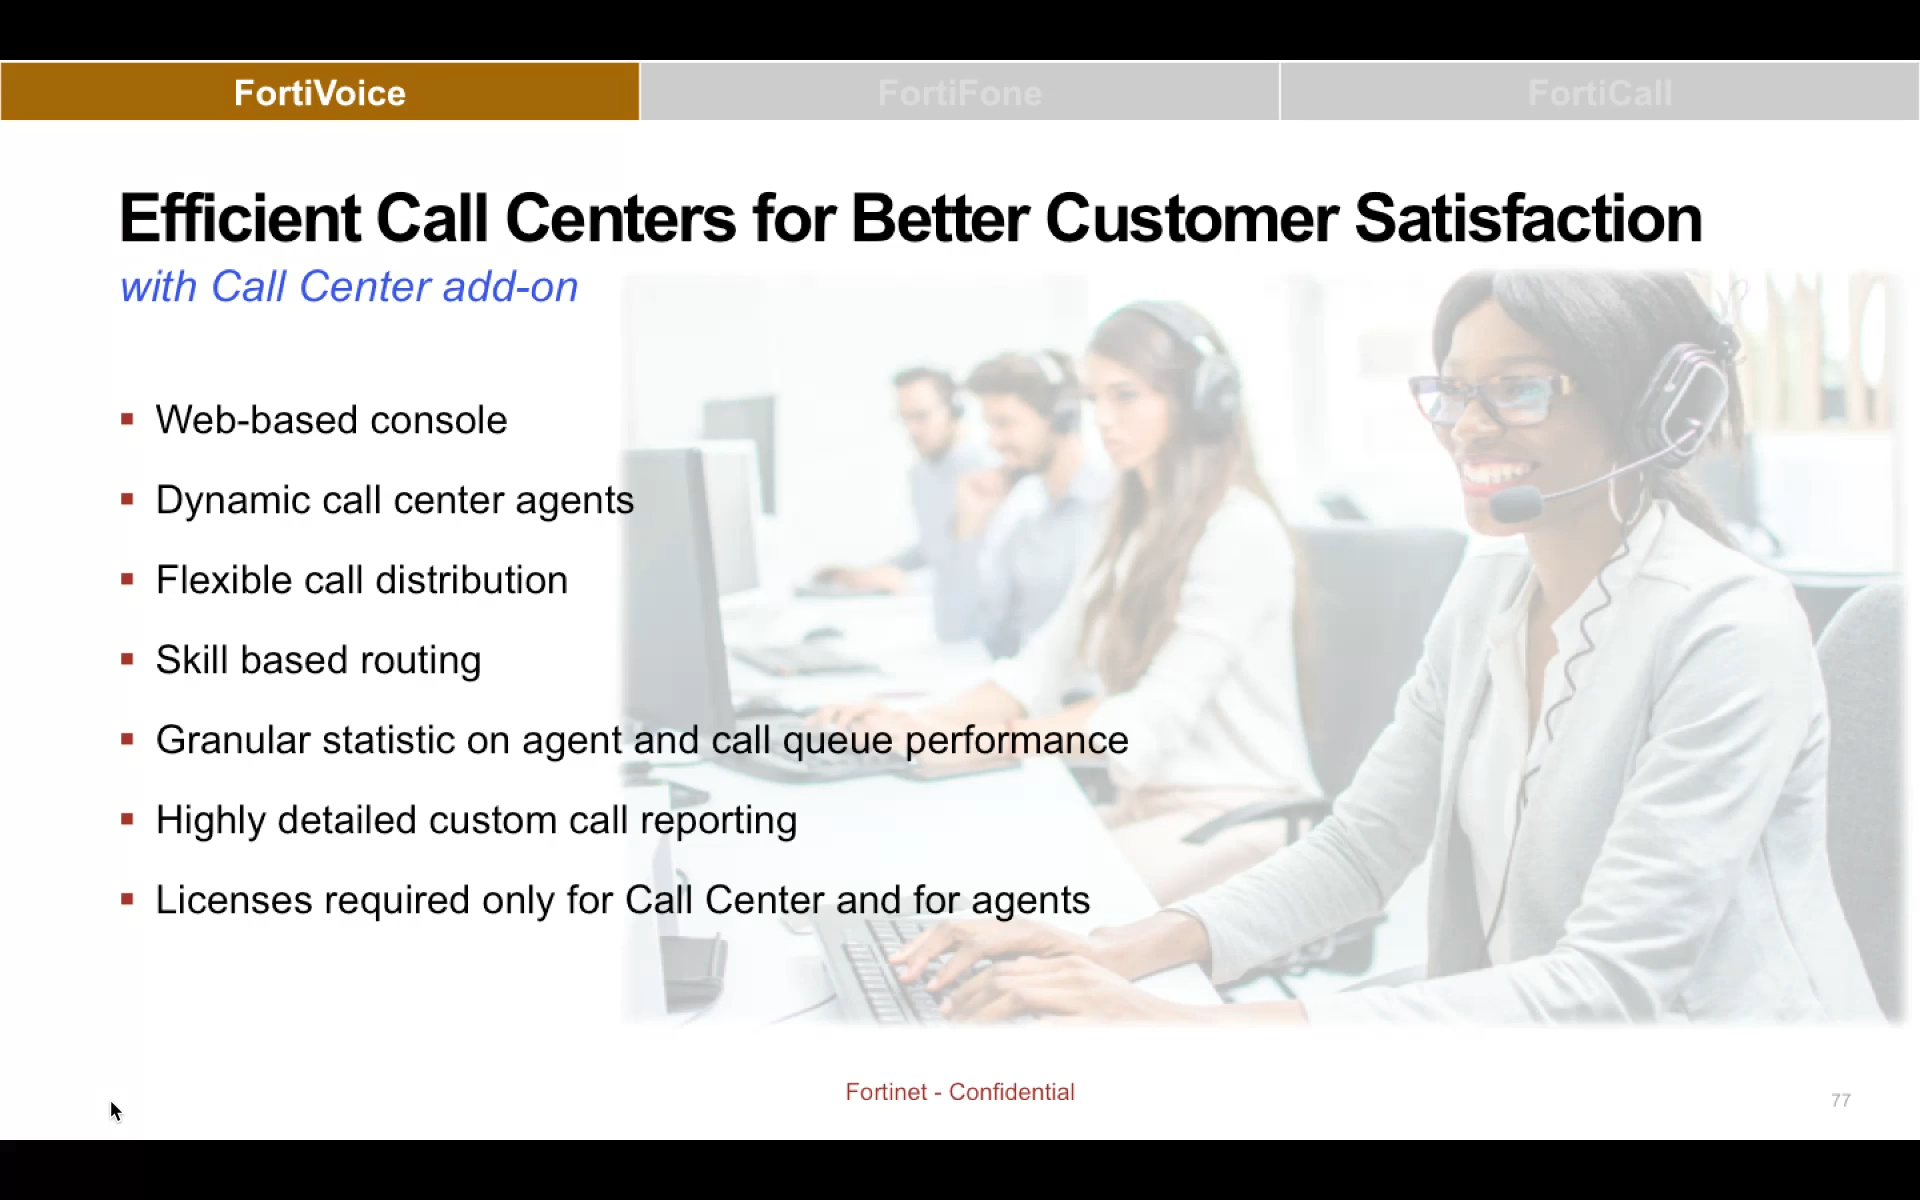 FortiVoice
FortiFone
FortiCall
Efficient Call Centers for Better Customer Satisfaction
with Call Center add-on
▪ Web-based console
▪ Dynamic call center agents
▪ Flexible call distribution
▪ Skill based routing
▪ Granular statistic on agent and call queue performance
▪ Highly detailed custom call reporting
▪ Licenses required only for Call Center and for agents
Fortinet - Confidential
77